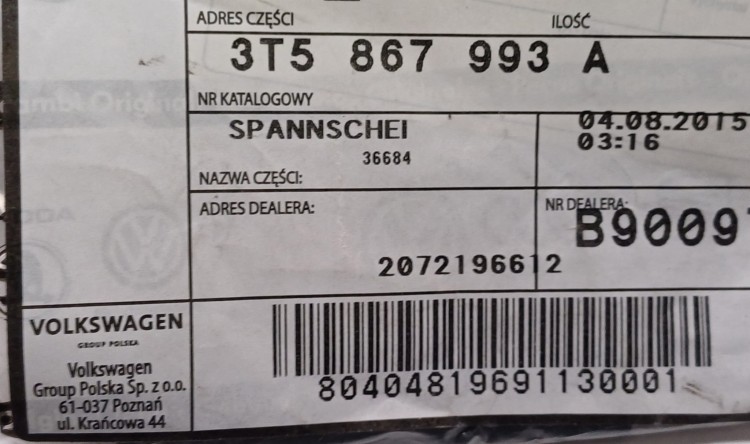 ADRES CZĘŚCI
ILOŚĆ
3T5 867 993 A
NR KATALOGOWY
SPANNSCHEI
36684
NAZWA CZĘŚCI:
04.08.2015
03:16
ADRES DEALERA:
NR DEALERA:
B9009
2072196612
VOLKSWAGEN
GROUP POLSKA
Volkswagen
Group Polska Sp. z o.o.
61-037 Poznań
ul. Krańcowa 44
80404819691130001